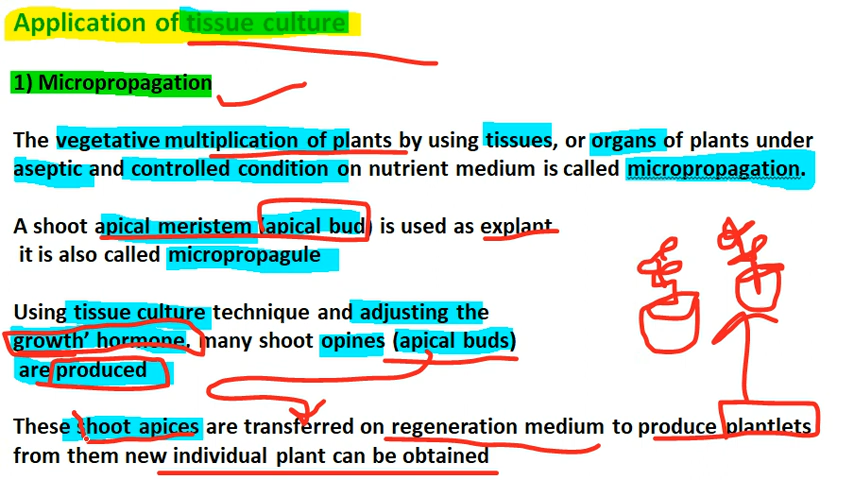 Application of tissue culture
1) Micropropagation
The vegetative multiplication of plants by using tissues, or organs of plants under
aseptic and controlled condition on nutrient medium is called micropropagation.
A shoot apical meristem (apical bud) is used as explant
it is also called micropropagule
Using tissue culture technique and adjusting the
growth’ hormone, many shoot opines (apical buds)
are produced
These shoot apices are transferred on regeneration medium to produce plantlets
from them new individual plant can be obtained